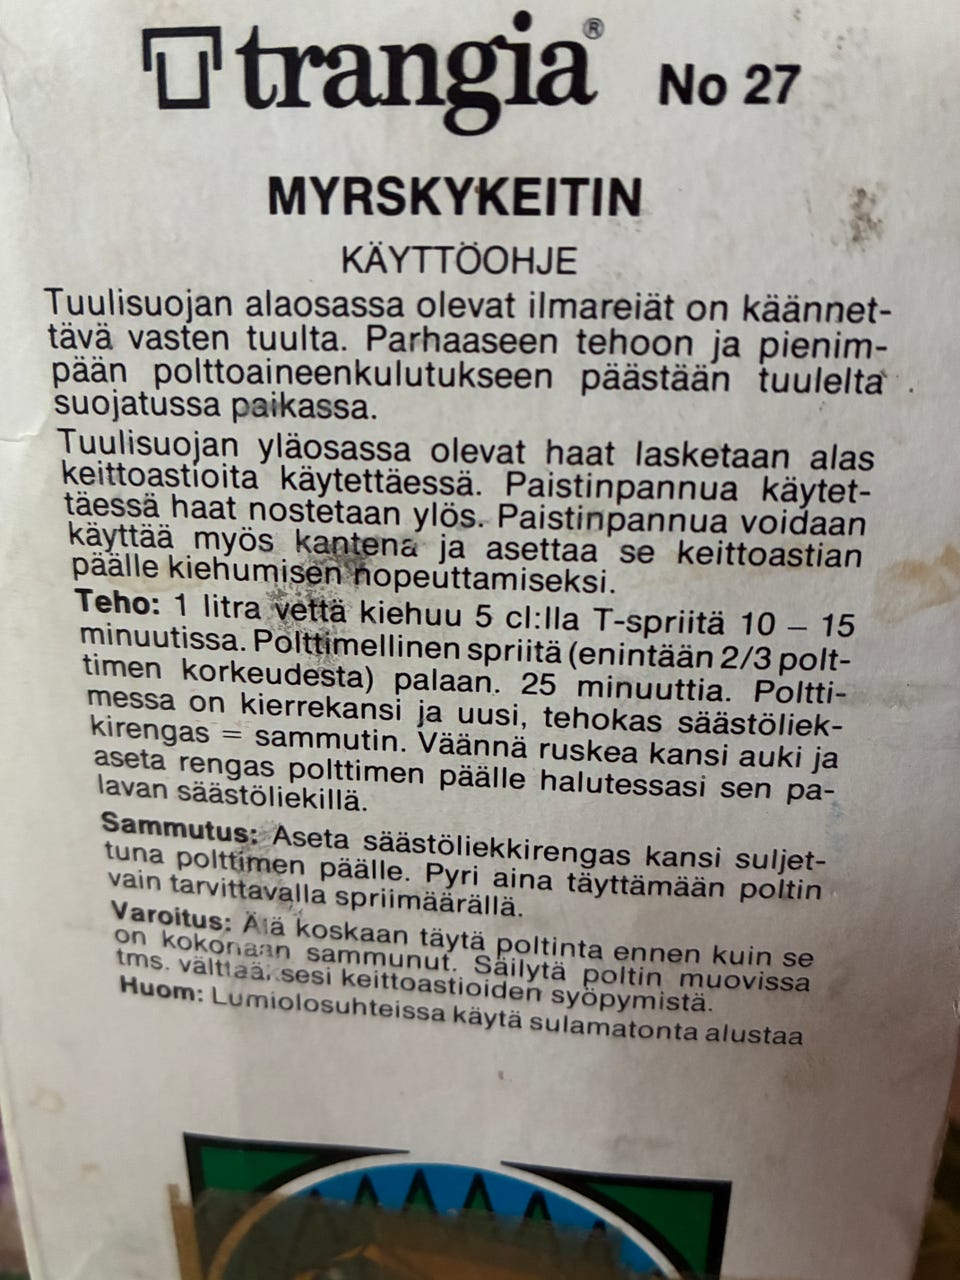 trangia® No 27
MYRSKYKEITIN
KÄYTTÖOHJE
Tuulisuojan alaosassa olevat ilmareiät on käännet-
tävä vasten tuulta. Parhaaseen tehoon ja pienim-
pään polttoaineenkulutukseen päästään tuulelta
suojatussa paikassa.
Tuulisuojan yläosassa olevat haat lasketaan alas
keittoastioita käytettäessä. Paistinpannua käytet-
täessä haat nostetaan ylös. Paistinpannua voidaan
käyttää myös kantena ja asettaa se keittoastian
päälle kiehumisen nopeuttamiseksi.
Teho: 1 litra vettä kiehuu 5 cl:lla T-spriitä 10 – 15
minuutissa. Polttimellinen spriitä (enintään 2/3 polt-
timen korkeudesta) palaan. 25 minuuttia. Poltti-
messa on kierrekansi ja uusi, tehokas säästöliek-
kirengas = sammutin. Väännä ruskea kansi auki ja
aseta rengas polttimen päälle halutessasi sen pa-
lavan säästöliekillä.
Sammutus: Aseta säästöliekkirengas kansi suljet-
tuna polttimen päälle. Pyri aina täyttämään poltin
vain tarvittavalla spriimäärällä.
Varoitus: Älä koskaan täytä poltinta ennen kuin se
on kokonaan sammunut. Säilytä poltin muovissa
tms. välttääksesi keittoastioiden syöpymistä.
Huom: Lumiolosuhteissa käytä sulamatonta alustaa